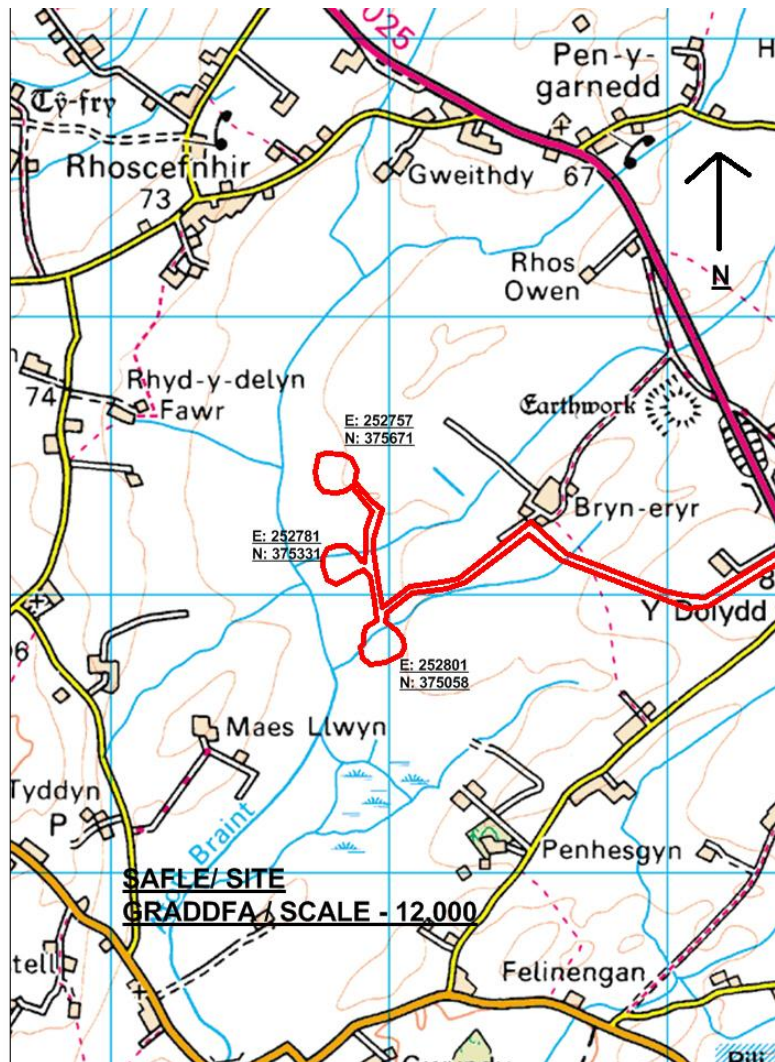 025
Pen-y-
garnedd
H
Tŷ-fry
Rhoscefnhir
73
Gweithdy
67
N
Rhos
Owen
Rhyd-y-delyn
Fawr
74
Earthwork
E: 252757
N: 375671
Bryn-eryr
E: 252781
N: 375331
8
Y Dolydd
E: 252801
N: 375058
Maes Llwyn
Tyddyn
P
Braint
Penhesgyn
SAFLE/ SITE
GRADDFA / SCALE - 12,000
Felinengan